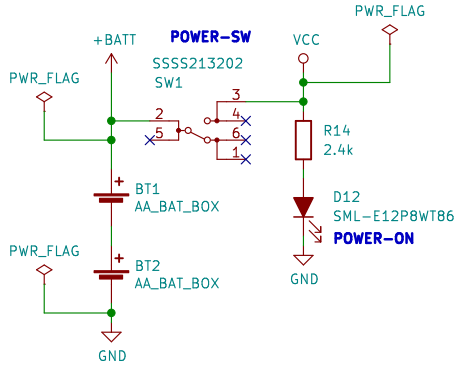 PWR_FLAG
+BATT
POWER-SW
VCC
PWR_FLAG
SSSS213202
SW1
2
3
4
5
6
1
R14
2.4k
BT1
AA_BAT_BOX
D12
SML-E12P8WT86
POWER-ON
PWR_FLAG
BT2
AA_BAT_BOX
GND
GND